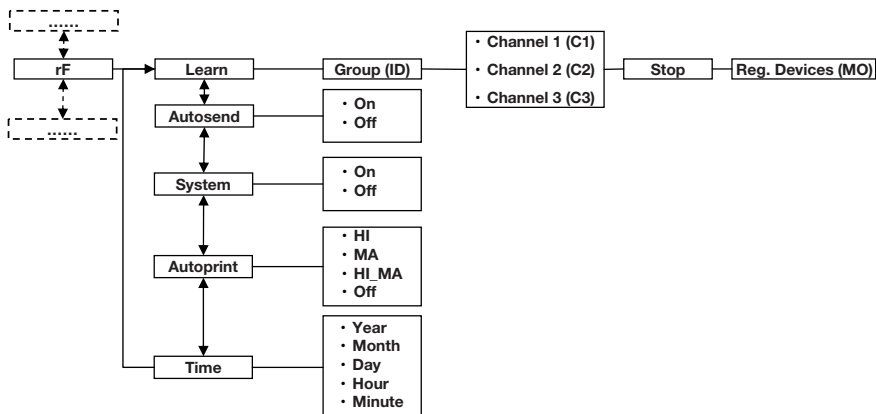 ......
rF
......
Learn
Group (ID)
· Channel 1 (C1)
· Channel 2 (C2)
· Channel 3 (C3)
Stop
Reg. Devices (MO)
Autosend
· On
· Off
System
· On
· Off
Autoprint
· HI
· MA
· HI_MA
· Off
Time
· Year
· Month
· Day
· Hour
· Minute